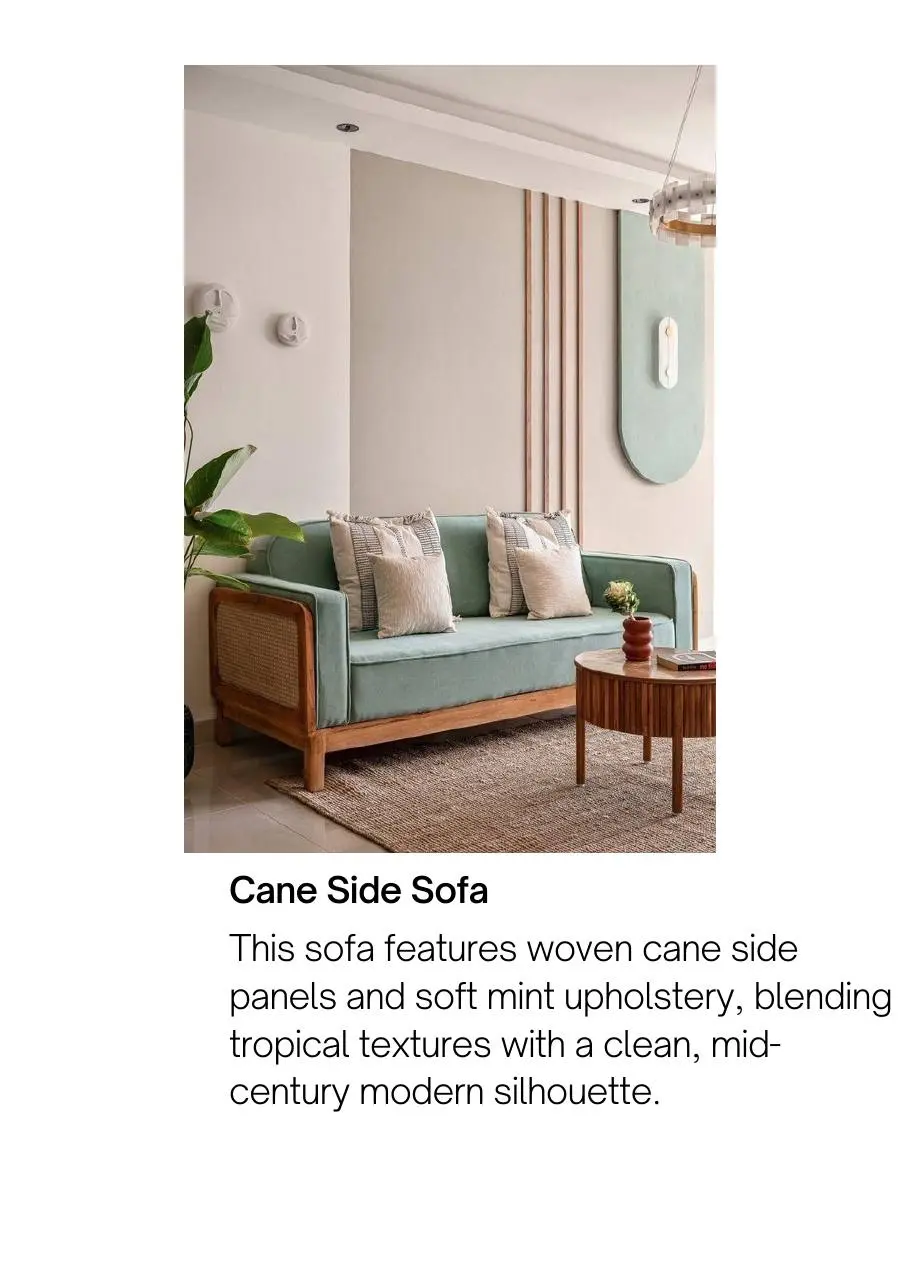 Cane Side Sofa
This sofa features woven cane side
panels and soft mint upholstery, blending
tropical textures with a clean, mid-
century modern silhouette.